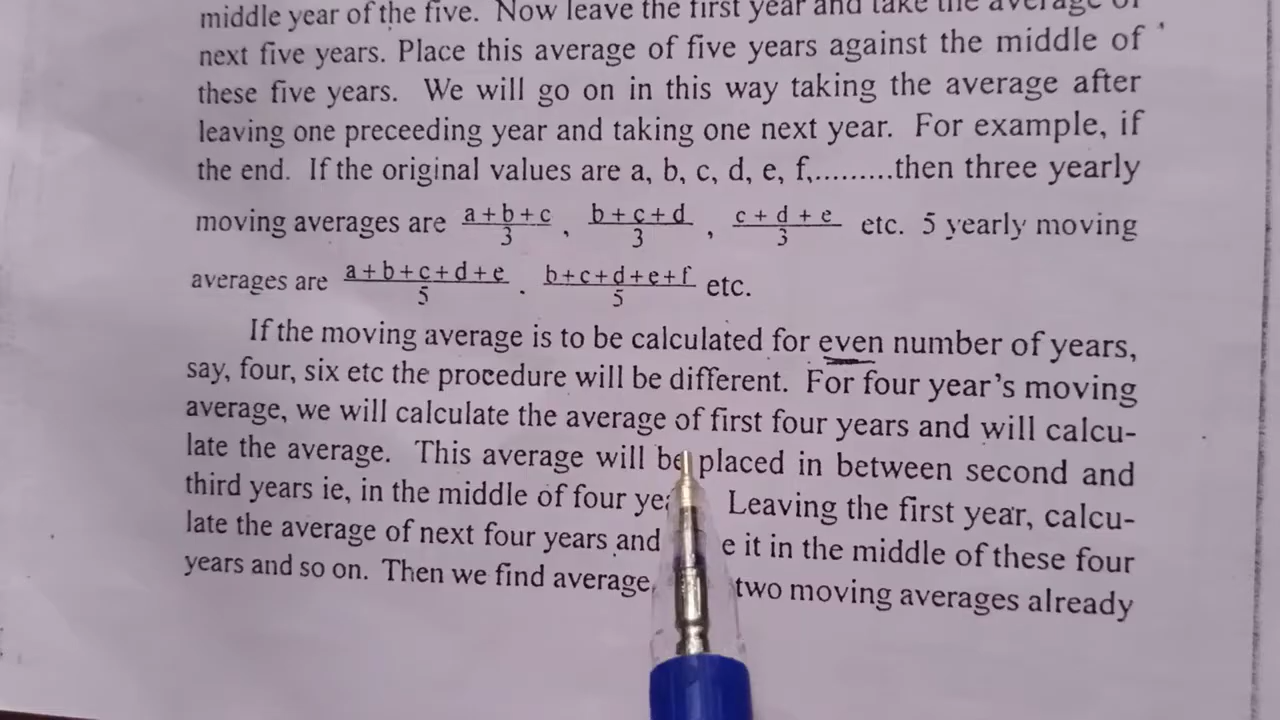 middle year of the five. Now leave the first year and take the average of
next five years. Place this average of five years against the middle of
these five years. We will go on in this way taking the average after
leaving one preceeding year and taking one next year. For example, if
the end. If the original values are a, b, c, d, e, f,.........then three yearly
moving averages are a+b+c/3 , b+c+d/3 , c+d+e/3 etc. 5 yearly moving
averages are a+b+c+d+e/5 . b+c+d+e+f/5 etc.
If the moving average is to be calculated for even number of years,
say, four, six etc the procedure will be different. For four year's moving
average, we will calculate the average of first four years and will calcu-
late the average. This average will be placed in between second and
third years ie, in the middle of four Leaving the first year, calcu-
late the average of next four years and it in the middle of these four
years and so on. Then we find average, two moving averages already